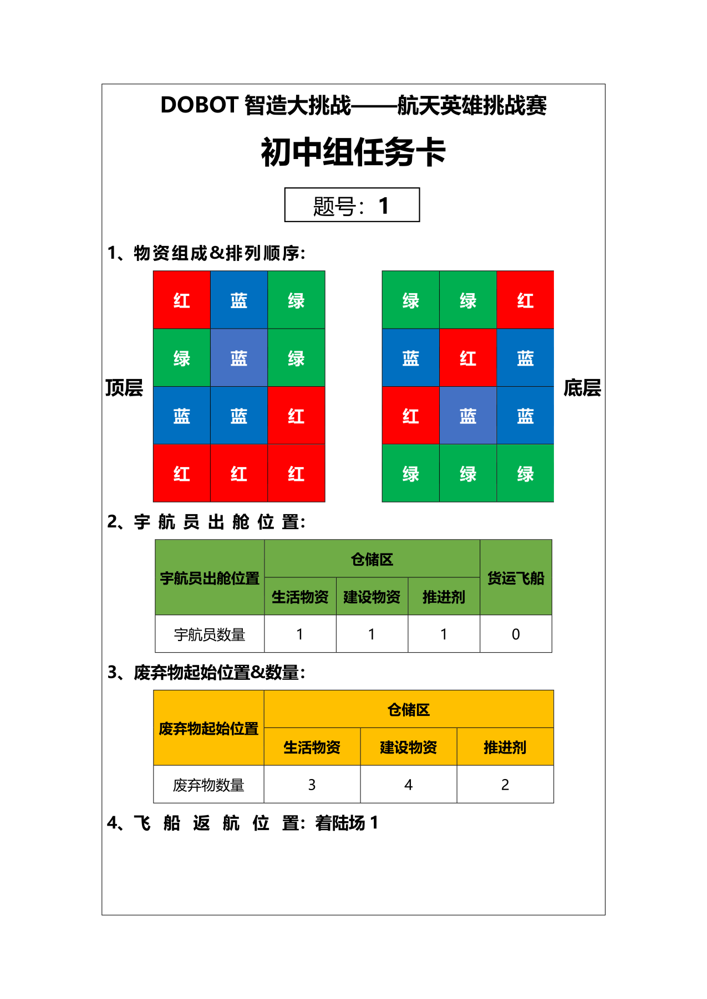 DOBOT 智造大挑战——航天英雄挑战赛
初中组任务卡
题号：1
1、物资组成&排列顺序：
红 蓝 绿 绿 绿 红
绿 蓝 绿 蓝 红 蓝
顶层 底层
蓝 蓝 红 红 蓝 蓝
红 红 红 绿 绿 绿
2、宇航员出舱位置：
宇航员出舱位置 仓储区 货运飞船
生活物资 建设物资 推进剂
宇航员数量 1 1 1 0
3、废弃物起始位置&数量：
废弃物起始位置 仓储区
生活物资 建设物资 推进剂
废弃物数量 3 4 2
4、飞船返航位置：着陆场 1